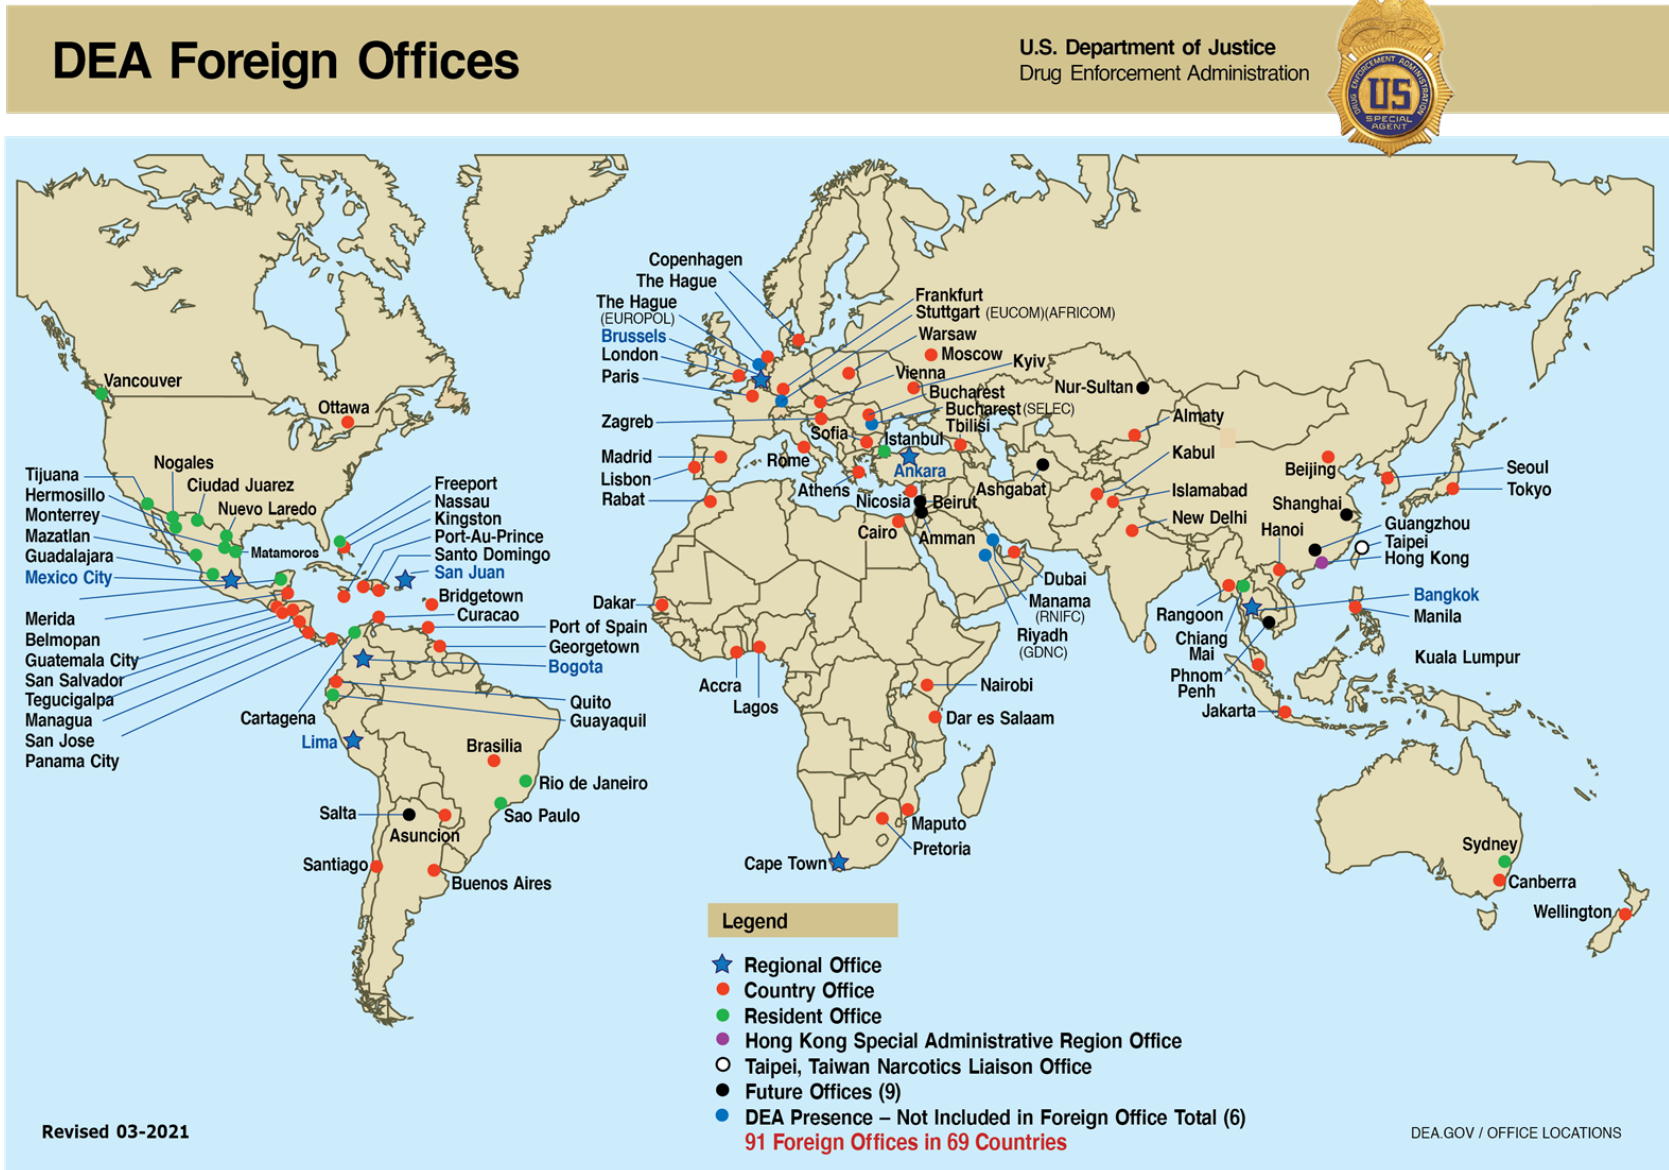 DEA Foreign Offices
U.S. Department of Justice
Drug Enforcement Administration
DRUG ENFORCEMENT ADMINISTRATION
US
SPECIAL
AGENT
Vancouver
Ottawa
Tijuana
Hermosillo
Monterrey
Mazatlan
Guadalajara
Mexico City
Merida
Belmopan
Guatemala City
San Salvador
Tegucigalpa
Managua
San Jose
Panama City
Nogales
Ciudad Juarez
Nuevo Laredo
Matamoros
Freeport
Nassau
Kingston
Port-Au-Prince
Santo Domingo
San Juan
Bridgetown
Curacao
Port of Spain
Georgetown
Bogota
Quito
Guayaquil
Cartagena
Lima
Brasilia
Rio de Janeiro
Sao Paulo
Salta
Asuncion
Santiago
Buenos Aires
Copenhagen
The Hague
The Hague
(EUROPOL)
Brussels
London
Paris
Zagreb
Madrid
Lisbon
Rabat
Frankfurt
Stuttgart (EUCOM)(AFRICOM)
Warsaw
Moscow
Kyiv
Vienna
Bucharest
Bucharest (SELEC)
Tbilisi
Sofia
Istanbul
Rome
Ankara
Athens
Nicosia
Beirut
Cairo
Amman
Ashgabat
Nur-Sultan
Almaty
Kabul
Islamabad
New Delhi
Dubai
Manama
(RNIFC)
Riyadh
(GDNC)
Dakar
Accra
Lagos
Nairobi
Dar es Salaam
Maputo
Pretoria
Cape Town
Beijing
Seoul
Tokyo
Shanghai
Guangzhou
Hanoi
Taipei
Hong Kong
Bangkok
Manila
Rangoon
Chiang
Mai
Phnom
Penh
Kuala Lumpur
Jakarta
Sydney
Canberra
Wellington
Legend
Regional Office
Country Office
Resident Office
Hong Kong Special Administrative Region Office
Taipei, Taiwan Narcotics Liaison Office
Future Offices (9)
DEA Presence – Not Included in Foreign Office Total (6)
91 Foreign Offices in 69 Countries
Revised 03-2021
DEA.GOV / OFFICE LOCATIONS